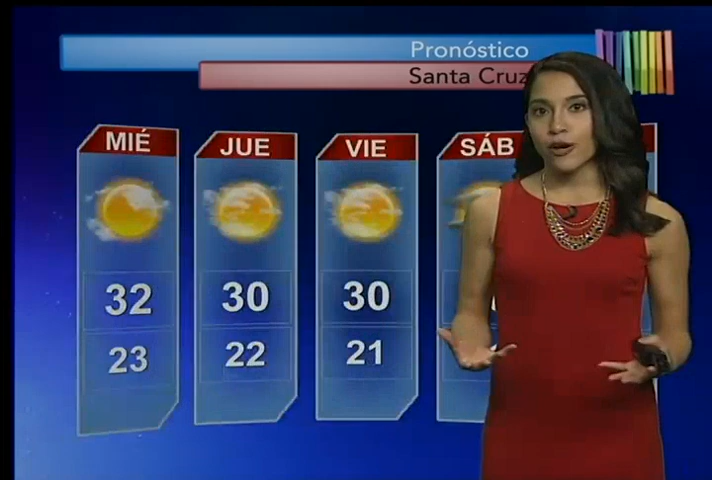 Pronóstico
Santa Cruz
MIÉ JUE VIE SÁB
32 30 30
23 22 21